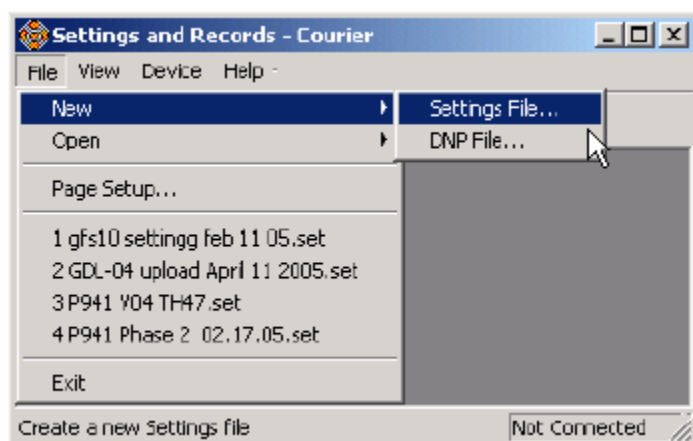 Settings and Records - Courier
File View Device Help
New Settings File...
Open DNP File...
Page Setup...
1 gfs10 settingg feb 11 05.set
2 GDL-04 upload April 11 2005.set
3 P941 V04 TH47.set
4 P941 Phase 2 02.17.05.set
Exit
Create a new Settings file Not Connected